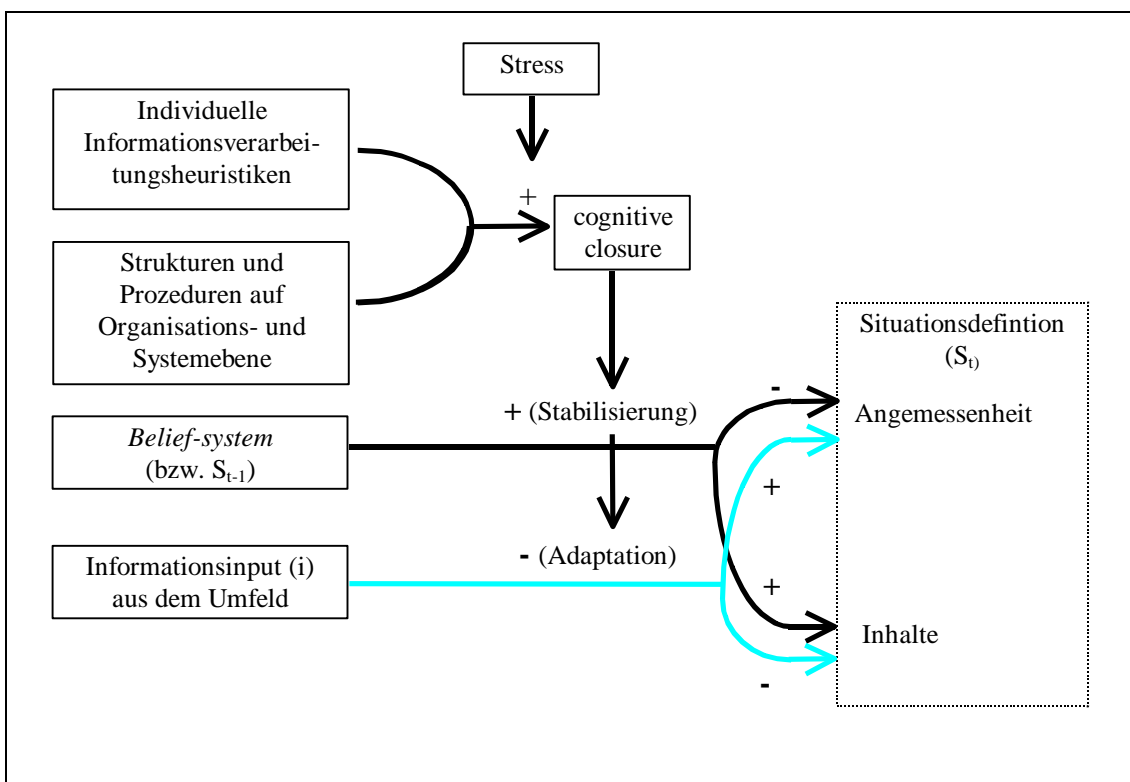 Stress
Individuelle
Informationsverarbei-
tungsheuristiken
+
cognitive
closure
Strukturen und
Prozeduren auf
Organisations- und
Systemebene
Situationsdefintion
(St)
-
+ (Stabilisierung)
Angemessenheit
Belief-system
(bzw. St-1)
+
- (Adaptation)
Informationsinput (i)
aus dem Umfeld
+
Inhalte
-